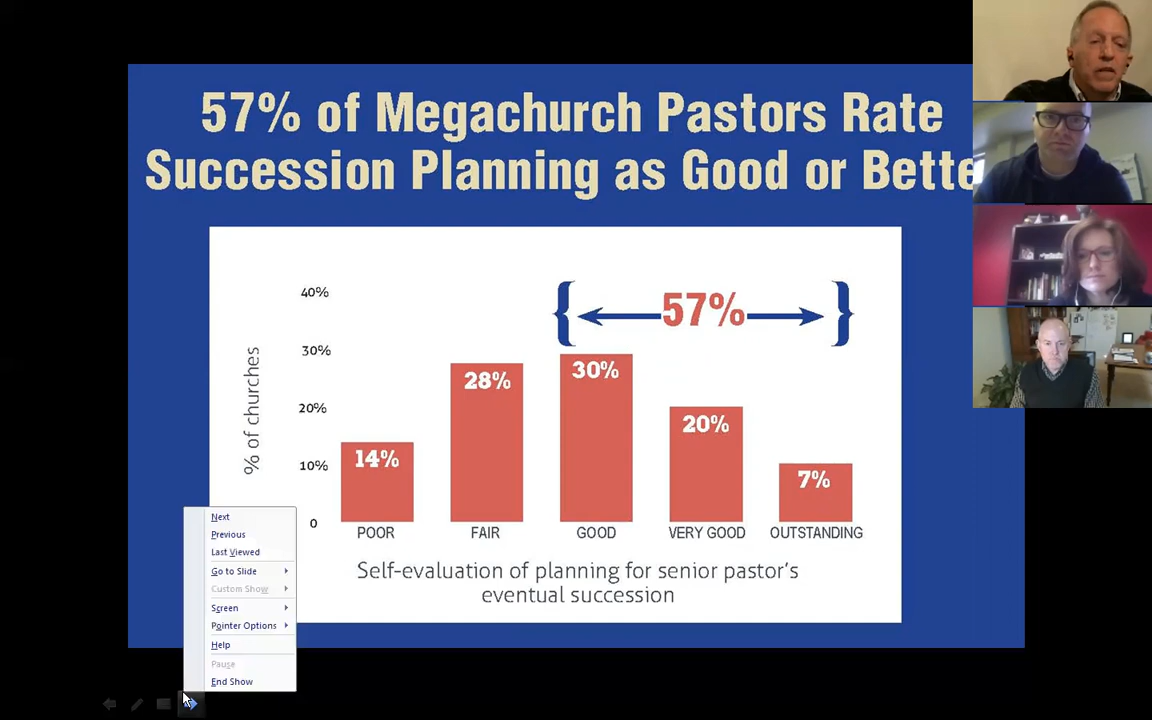 57% of Megachurch Pastors Rate
Succession Planning as Good or Bette
40%
57%
30%
20%
10%
0
% of churches
14%
28%
30%
20%
7%
POOR
FAIR
GOOD
VERY GOOD
OUTSTANDING
Self-evaluation of planning for senior pastor's
eventual succession
Next
Previous
Last Viewed
Go to Slide
Custom Show
Screen
Pointer Options
Help
Pause
End Show